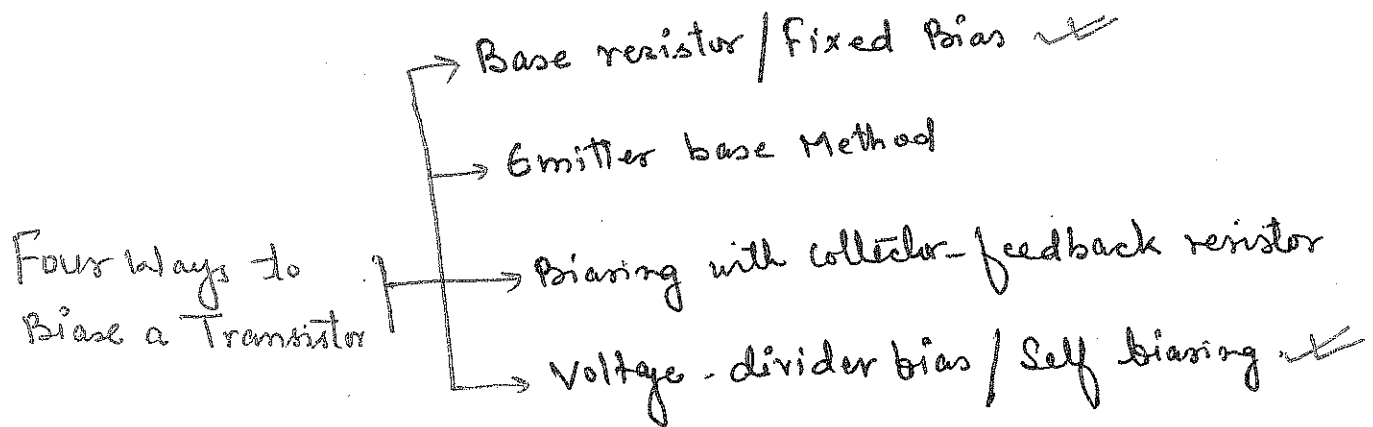 Base resistor / Fixed Bias
Emitter base Method
Four Ways to
Biase a Transistor
Biasing with collector-feedback resistor
Voltage-divider bias / Self biasing.